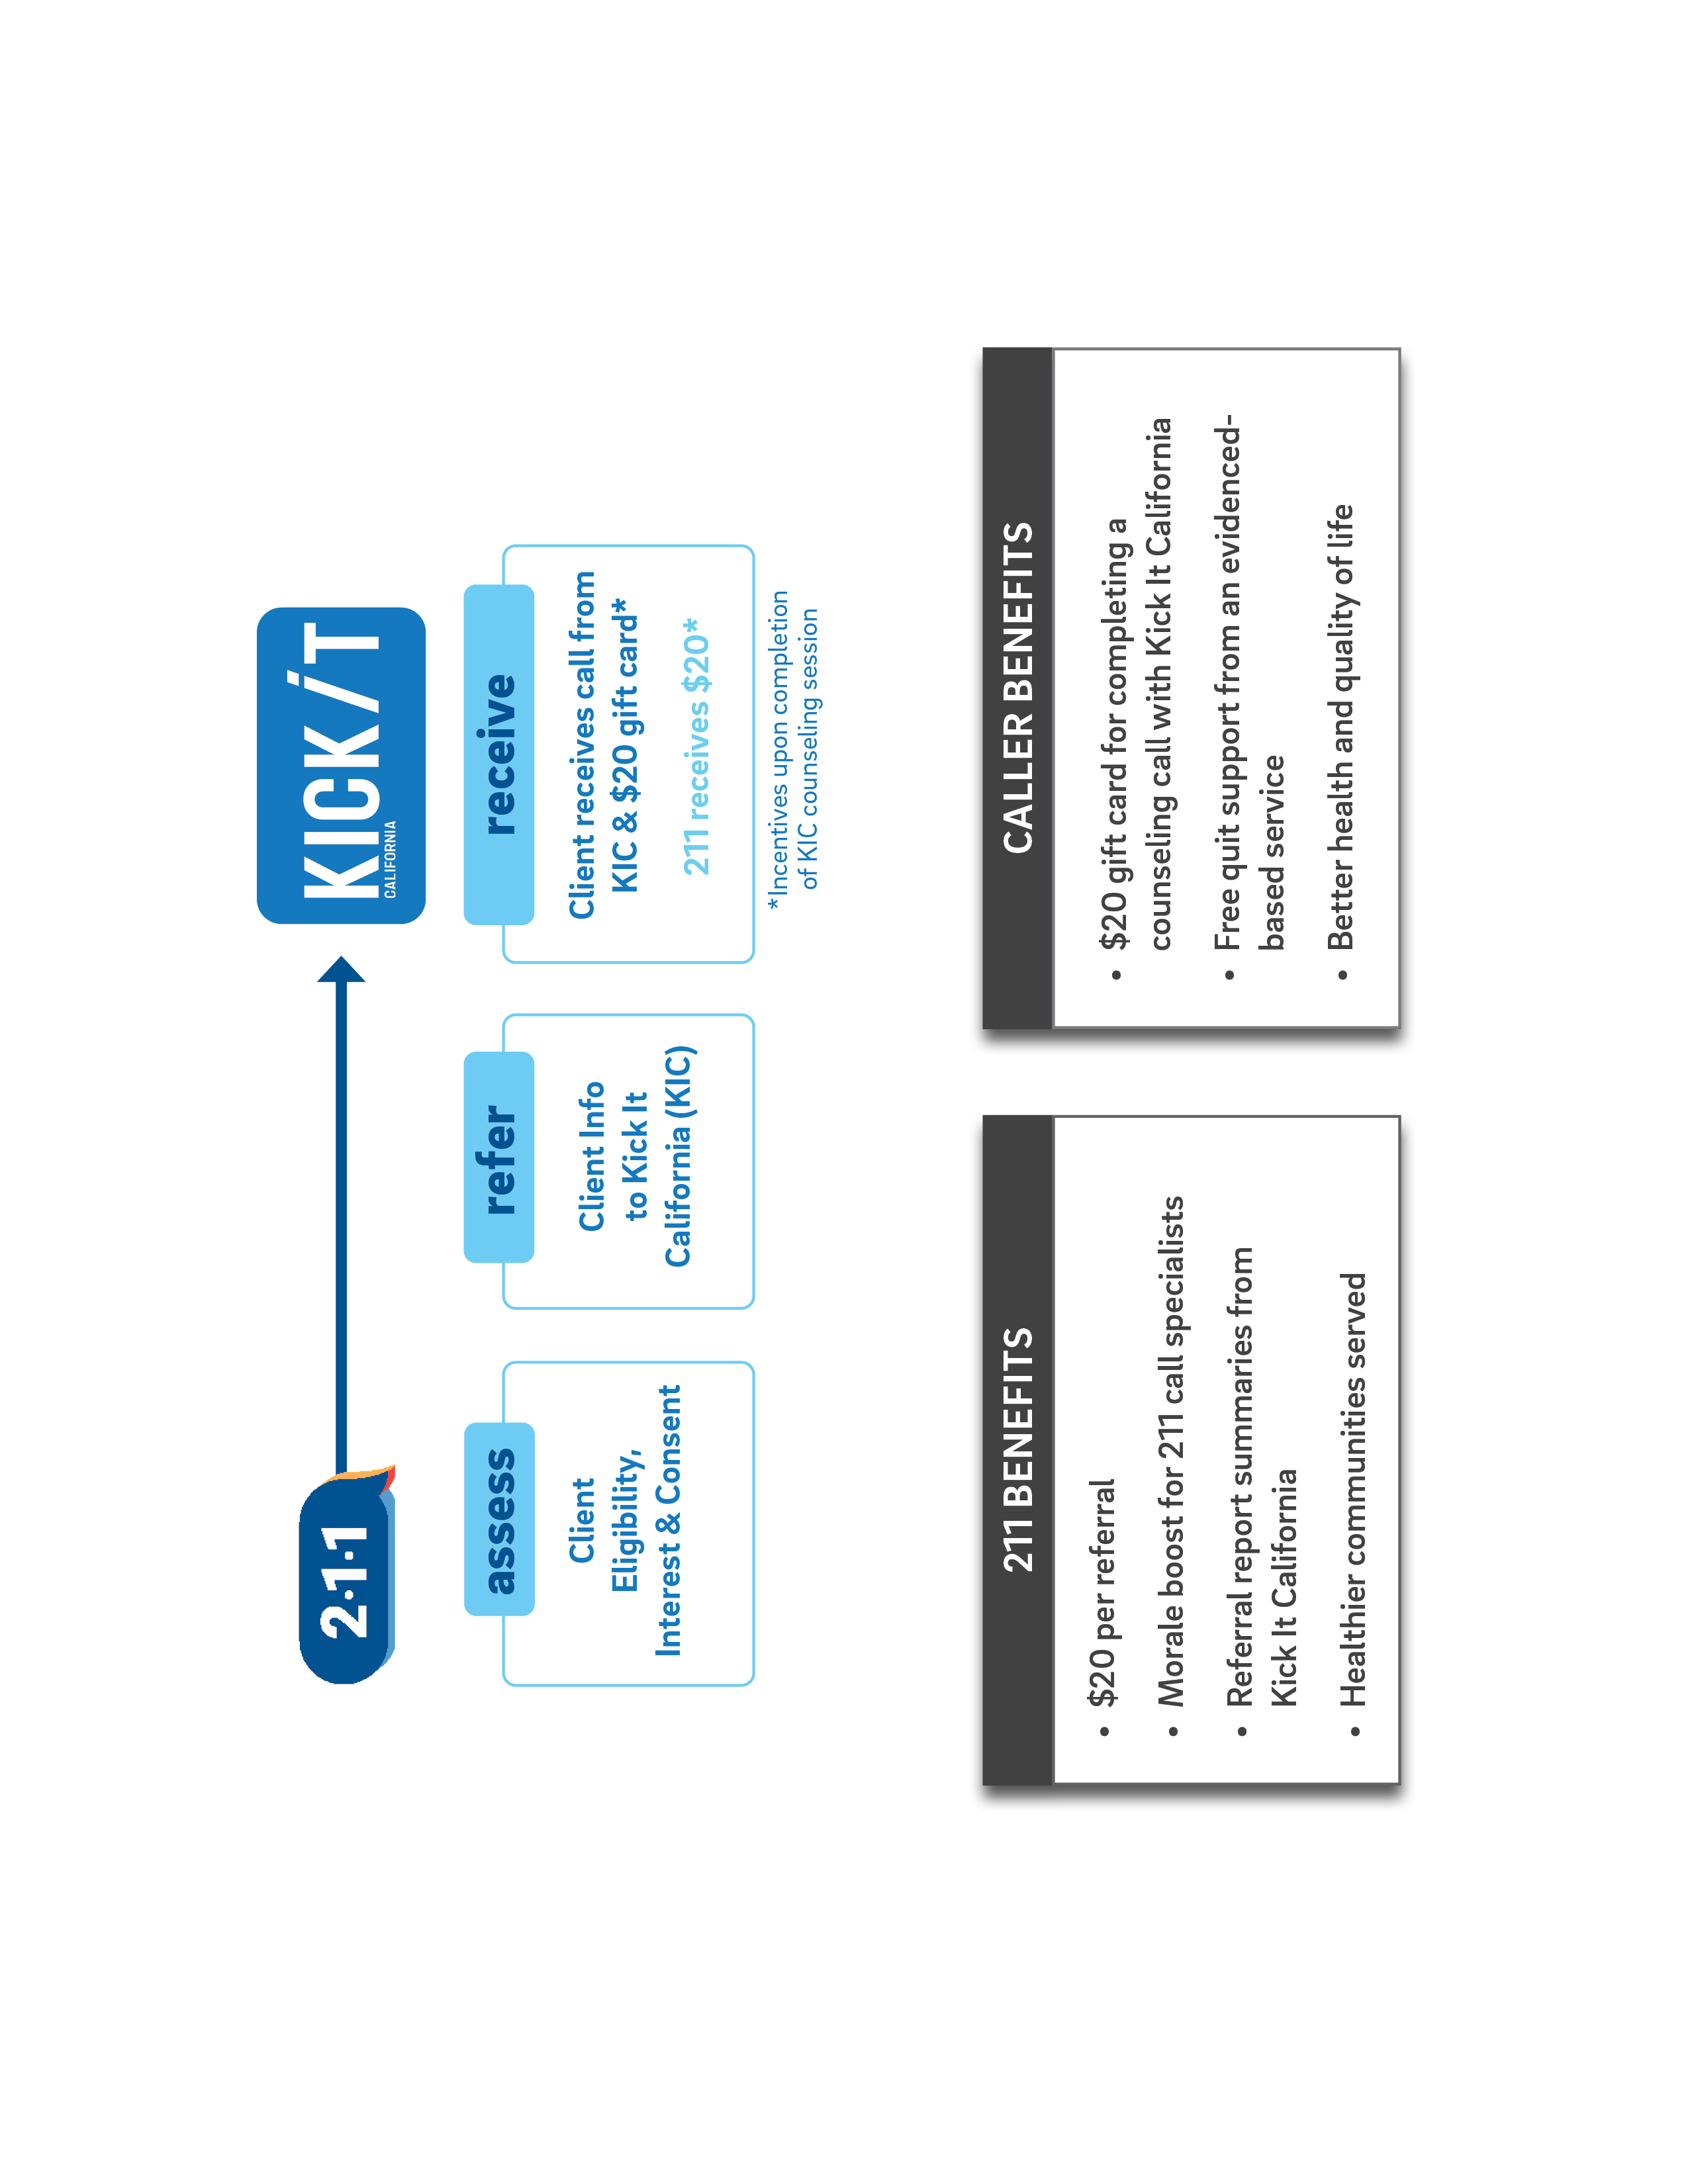 2·1·1
KICK IT
CALIFORNIA
assess
Client
Eligibility,
Interest & Consent
refer
Client Info
to Kick It
California (KIC)
receive
Client receives call from
KIC & $20 gift card*
211 receives $20*
*Incentives upon completion
of KIC counseling session
211 BENEFITS
• $20 per referral
• Morale boost for 211 call specialists
• Referral report summaries from
Kick It California
• Healthier communities served
CALLER BENEFITS
• $20 gift card for completing a
counseling call with Kick It California
• Free quit support from an evidenced-
based service
• Better health and quality of life